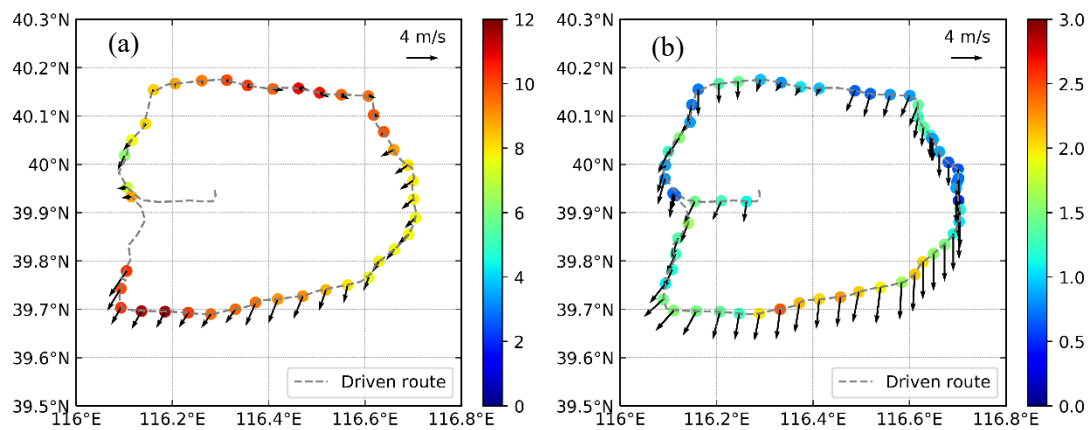 (a)
4 m/s
40.3°N
40.2°N
40.1°N
40°N
39.9°N
39.8°N
39.7°N
39.6°N
39.5°N
116°E
116.2
116.4
116.6
116.8
Driven route
12
10
8
6
4
2
0
(b)
4 m/s
40.3°N
40.2°N
40.1°N
40°N
39.9°N
39.8°N
39.7°N
39.6°N
39.5°N
116°E
116.2
116.4
116.6
116.8
Driven route
3.0
2.5
2.0
1.5
1.0
0.5
0.0